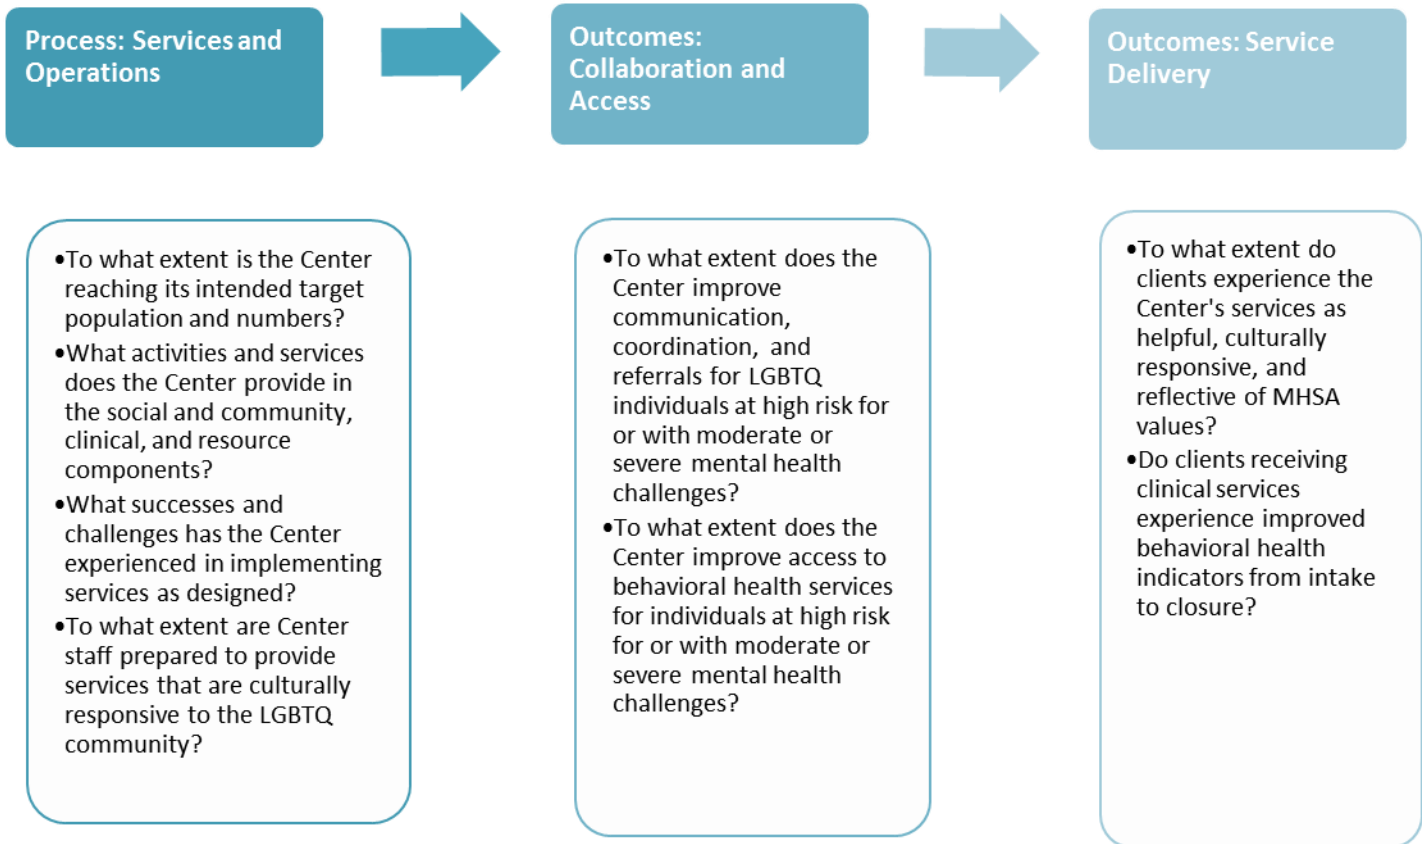 Process: Services and
Operations
Outcomes:
Collaboration and
Access
Outcomes: Service
Delivery
•To what extent is the Center
reaching its intended target
population and numbers?
•What activities and services
does the Center provide in
the social and community,
clinical, and resource
components?
•What successes and
challenges has the Center
experienced in implementing
services as designed?
•To what extent are Center
staff prepared to provide
services that are culturally
responsive to the LGBTQ
community?
•To what extent does the
Center improve
communication,
coordination, and
referrals for LGBTQ
individuals at high risk for
or with moderate or
severe mental health
challenges?
•To what extent does the
Center improve access to
behavioral health services
for individuals at high risk
for or with moderate or
severe mental health
challenges?
•To what extent do
clients experience the
Center's services as
helpful, culturally
responsive, and
reflective of MHSA
values?
•Do clients receiving
clinical services
experience improved
behavioral health
indicators from intake
to closure?